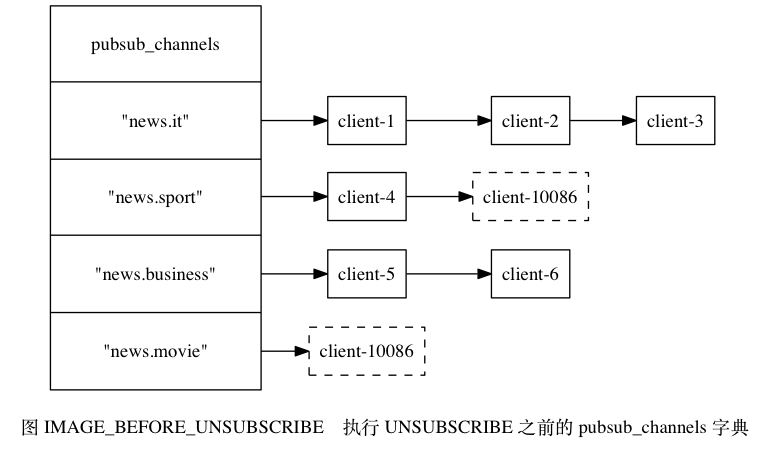 pubsub_channels
"news.it"
client-1
client-2
client-3
"news.sport"
client-4
client-10086
"news.business"
client-5
client-6
"news.movie"
client-10086
图 IMAGE_BEFORE_UNSUBSCRIBE 执行 UNSUBSCRIBE 之前的 pubsub_channels 字典